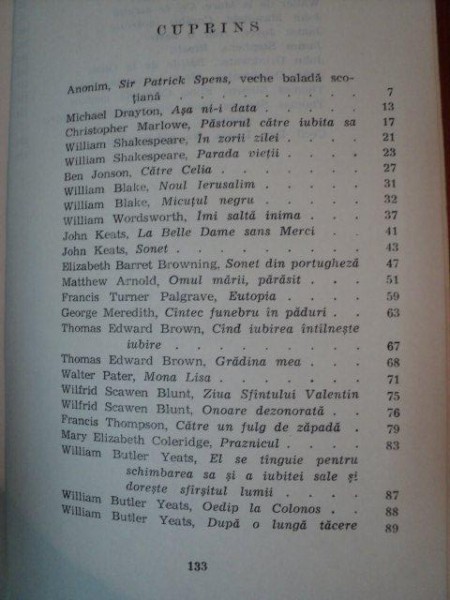 CUPRINS
Anonim, Sir Patrick Spens, veche baladă sco-
țiană . . . . . . . . . 7
Michael Drayton, Așa ni-i data . . . . . . 13
Christopher Marlowe, Păstorul către iubita sa 17
William Shakespeare, În zorii zilei . . . . 21
William Shakespeare, Parada vieții . . . . 23
Ben Jonson, Către Celia . . . . . . . 27
William Blake, Noul Ierusalim . . . . . 31
William Blake, Micuțul negru . . . . . 32
William Wordsworth, Îmi saltă inima . . . 37
John Keats, La Belle Dame sans Merci . . 41
John Keats, Sonet . . . . . . . . . 43
Elizabeth Barret Browning, Sonet din portugheză 47
Matthew Arnold, Omul mării, părăsit . . . 51
Francis Turner Palgrave, Eutopia . . . . 59
George Meredith, Cîntec funebru în păduri . . 63
Thomas Edward Brown, Cînd iubirea întîlnește
iubire . . . . . . . . . 67
Thomas Edward Brown, Grădina mea . . . 68
Walter Pater, Mona Lisa . . . . . . . 71
Wilfrid Scawen Blunt, Ziua Sfîntului Valentin 75
Wilfrid Scawen Blunt, Onoare dezonorată . . 76
Francis Thompson, Către un fulg de zăpadă . 79
Mary Elizabeth Coleridge, Praznicul . . . . 83
William Butler Yeats, El se tînguie pentru
schimbarea sa și a iubitei sale și
dorește sfîrșitul lumii . . . . 87
William Butler Yeats, Oedip la Colonos . . 88
William Butler Yeats, După o lungă tăcere 89
133